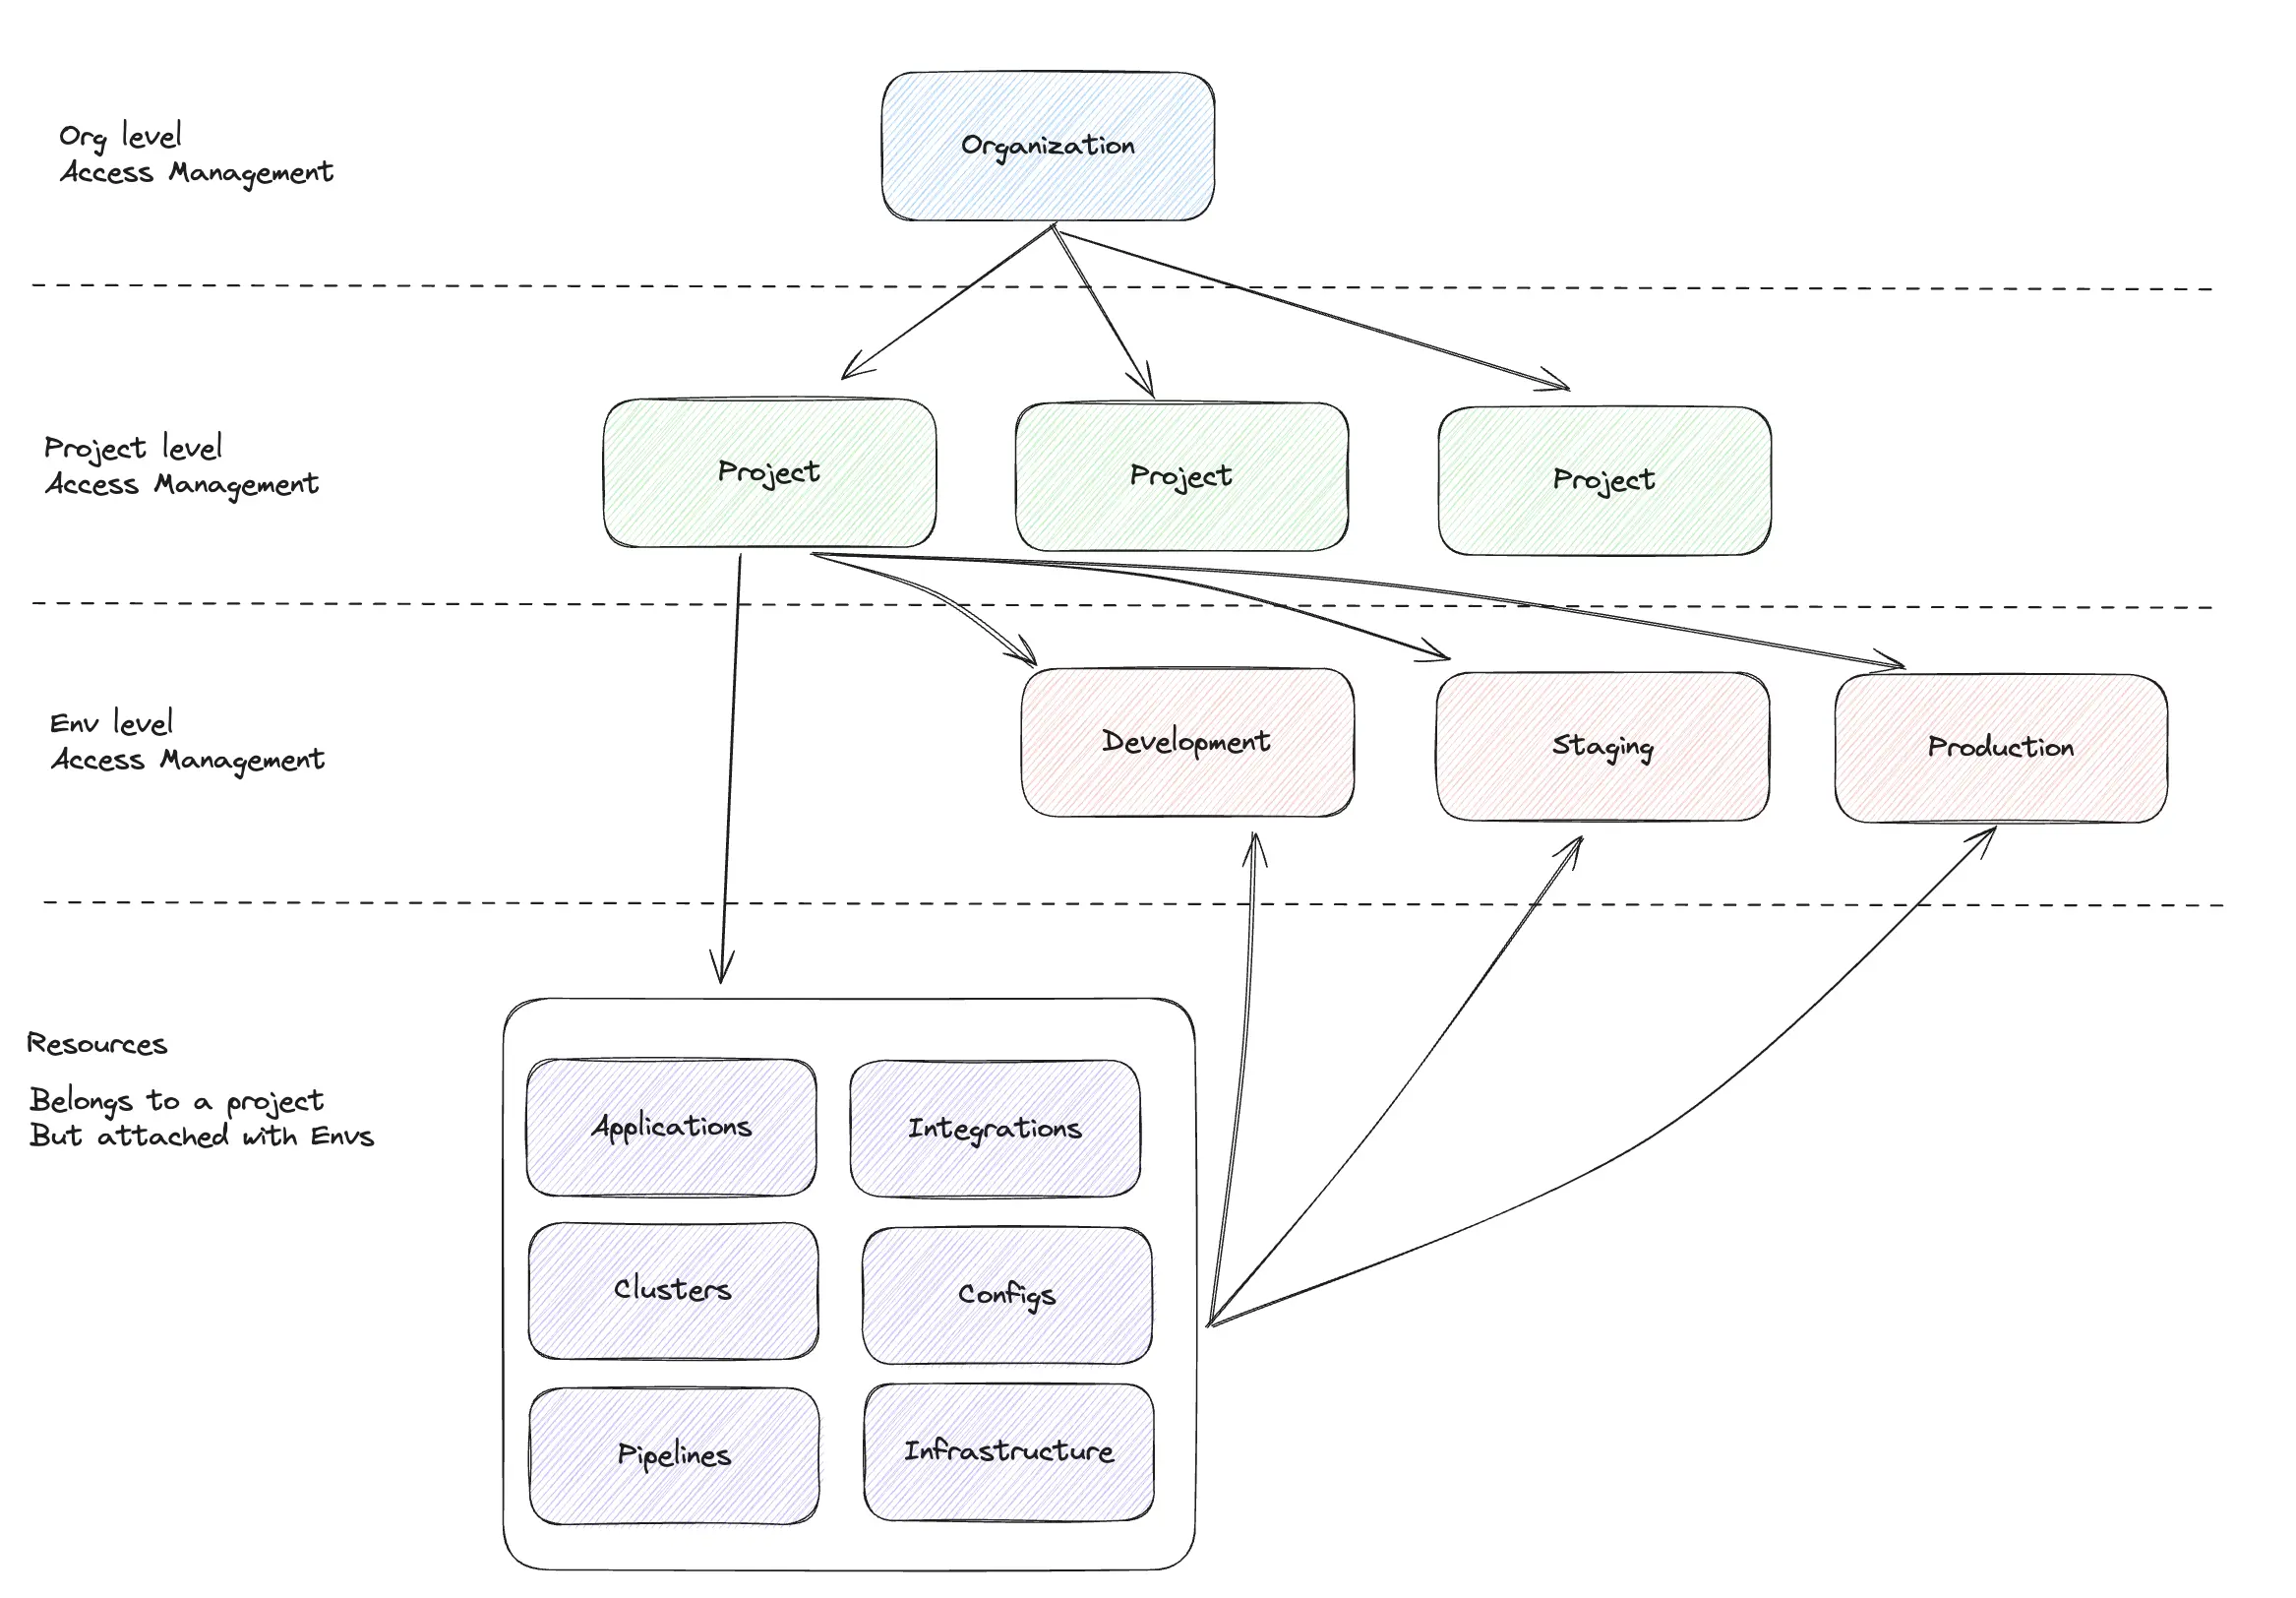 Organization
Org level
Access Management
Project level
Access Management
Project
Project
Project
Env level
Access Management
Development
Staging
Production
Resources
Belongs to a project
But attached with Envs
Applications
Integrations
Clusters
Configs
Pipelines
Infrastructure